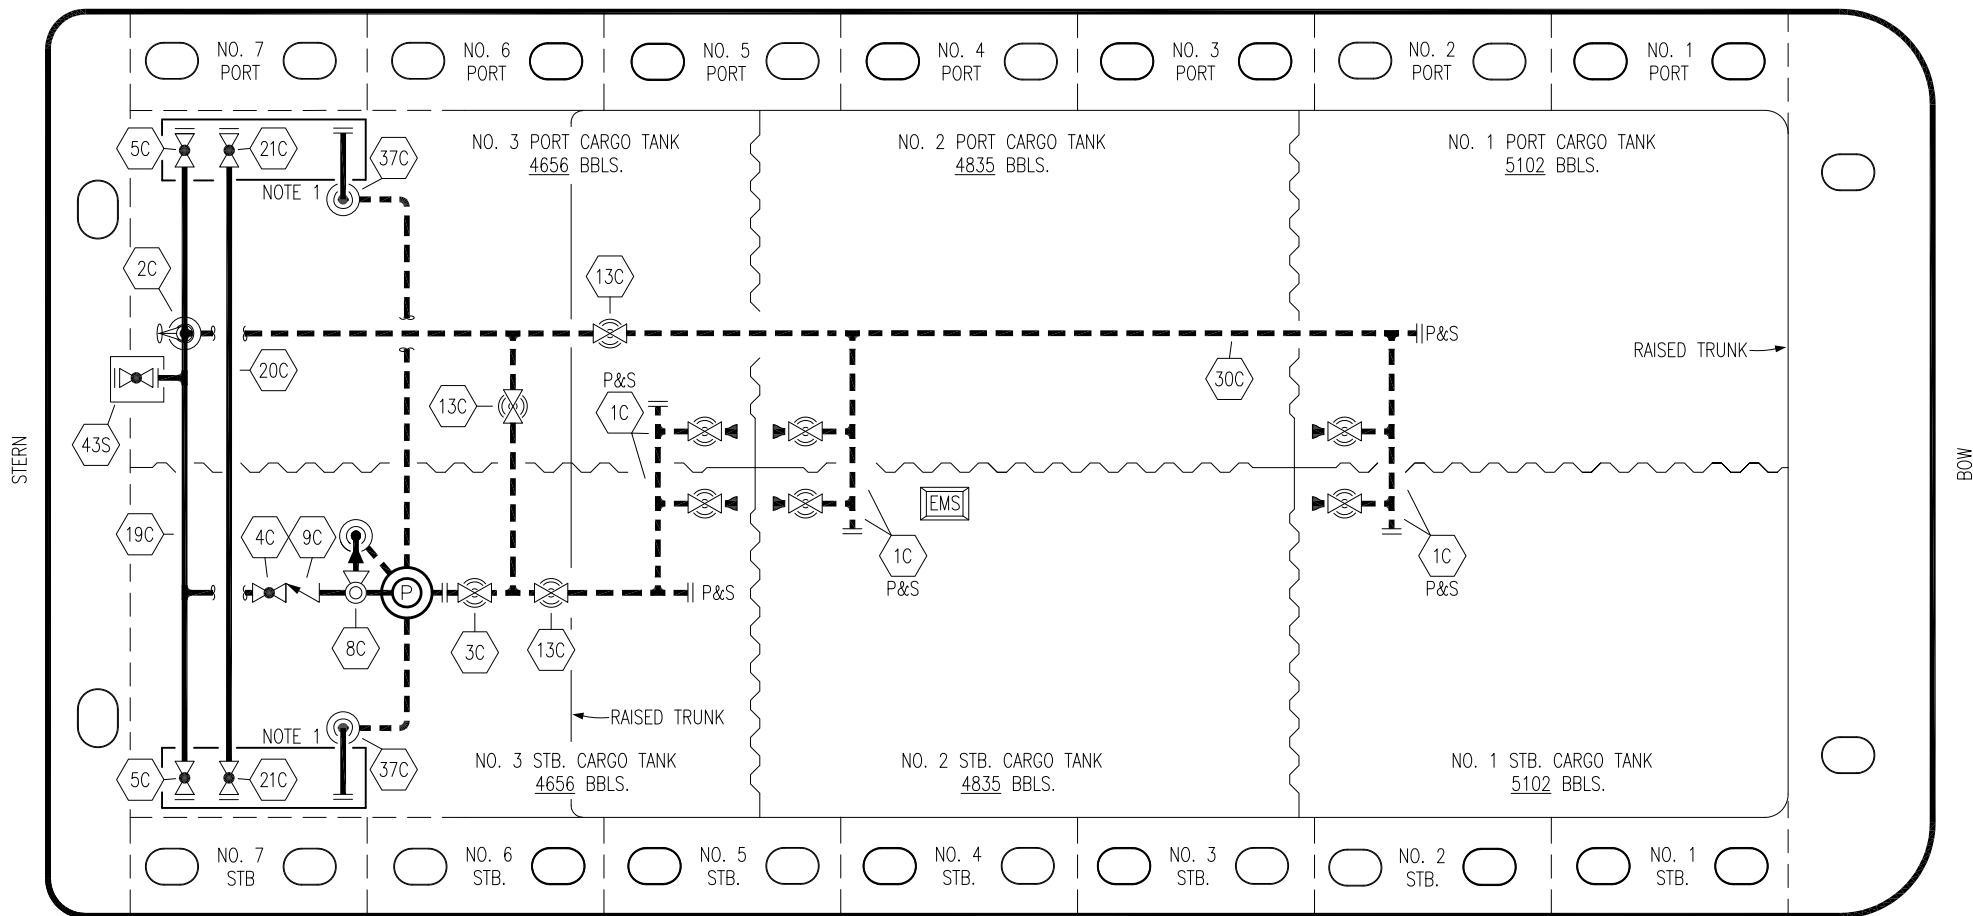 NO. 7
PORT
NO. 6
PORT
NO. 5
PORT
NO. 4
PORT
NO. 3
PORT
NO. 2
PORT
NO. 1
PORT
5C
21C
37C
NOTE 1
NO. 3 PORT CARGO TANK
4656 BBLS.
NO. 2 PORT CARGO TANK
4835 BBLS.
NO. 1 PORT CARGO TANK
5102 BBLS.
2C
13C
P&S
RAISED TRUNK
20C
30C
P&S
1C
13C
43S
STERN
BOW
EMS
19C
4C
9C
1C
P&S
1C
P&S
P
P&S
8C
3C
13C
RAISED TRUNK
NOTE 1
5C
21C
37C
NO. 3 STB. CARGO TANK
4656 BBLS.
NO. 2 STB. CARGO TANK
4835 BBLS.
NO. 1 STB. CARGO TANK
5102 BBLS.
NO. 7
STB
NO. 6
STB.
NO. 5
STB.
NO. 4
STB.
NO. 3
STB.
NO. 2
STB.
NO. 1
STB.